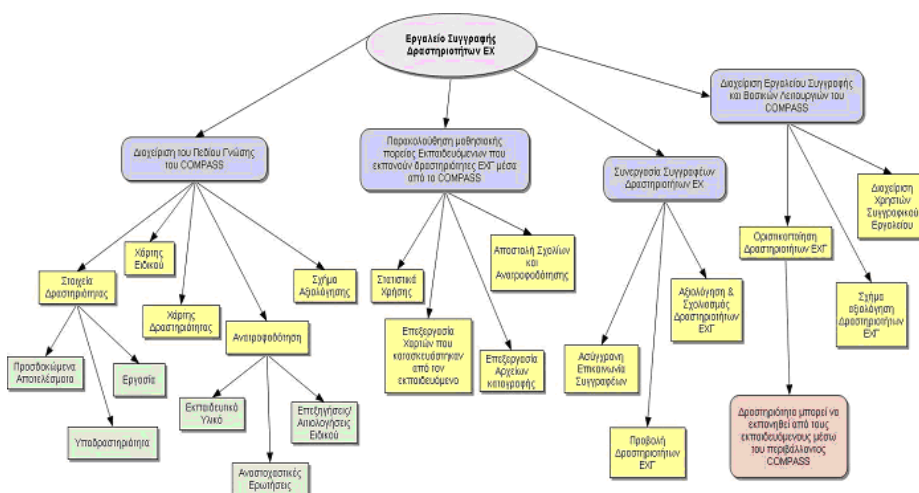 Εργαλείο Συγγραφής
Δραστηριοτήτων ΕΧ
Διαχείριση του Πεδίου Γνώσης
του COMPASS
Παρακολούθηση μαθησιακής
πορείας Εκπαιδευόμενων που
εκπονούν δραστηριότητες ΕΧΓ μέσα
από το COMPASS
Συνεργασία Συγγραφέων
Δραστηριοτήτων ΕΧ
Διαχείριση Εργαλείου Συγγραφής
και Βασικών Λειτουργιών του
COMPASS
Στοιχεία
Δραστηριότητας
Χάρτης
Ειδικού
Χάρτης
Δραστηριότητας
Ανατροφοδότηση
Σχήμα
Αξιολόγησης
Προσδοκώμενα
Αποτελέσματα
Υποδραστηριότητα
Εργασία
Εκπαιδευτικό
Υλικό
Αναστοχαστικές
Ερωτήσεις
Επεξηγήσεις/
Αιτιολογήσεις
Ειδικού
Στατιστικά
Χρήσης
Επεξεργασία
Χαρτών που
κατασκευάστηκαν
από τον
εκπαιδευόμενο
Επεξεργασία
Αρχείων
καταγραφής
Αποστολή Σχολίων
και
Ανατροφοδότησης
Ασύγχρονη
Επικοινωνία
Συγγραφέων
Προβολή
Δραστηριοτήτων
ΕΧΓ
Αξιολόγηση &
Σχολιασμός
Δραστηριοτήτων
ΕΧΓ
Οριστικοποίηση
Δραστηριοτήτων ΕΧΓ
Δραστηριότητα μπορεί να
εκπονηθεί από τους
εκπαιδευόμενους μέσω
του περιβάλλοντος
COMPASS
Σχήμα
αξιολόγηση
Δραστηριοτήτων
ΕΧΓ
Διαχείριση
Χρηστών
Συγγραφικού
Εργολείου